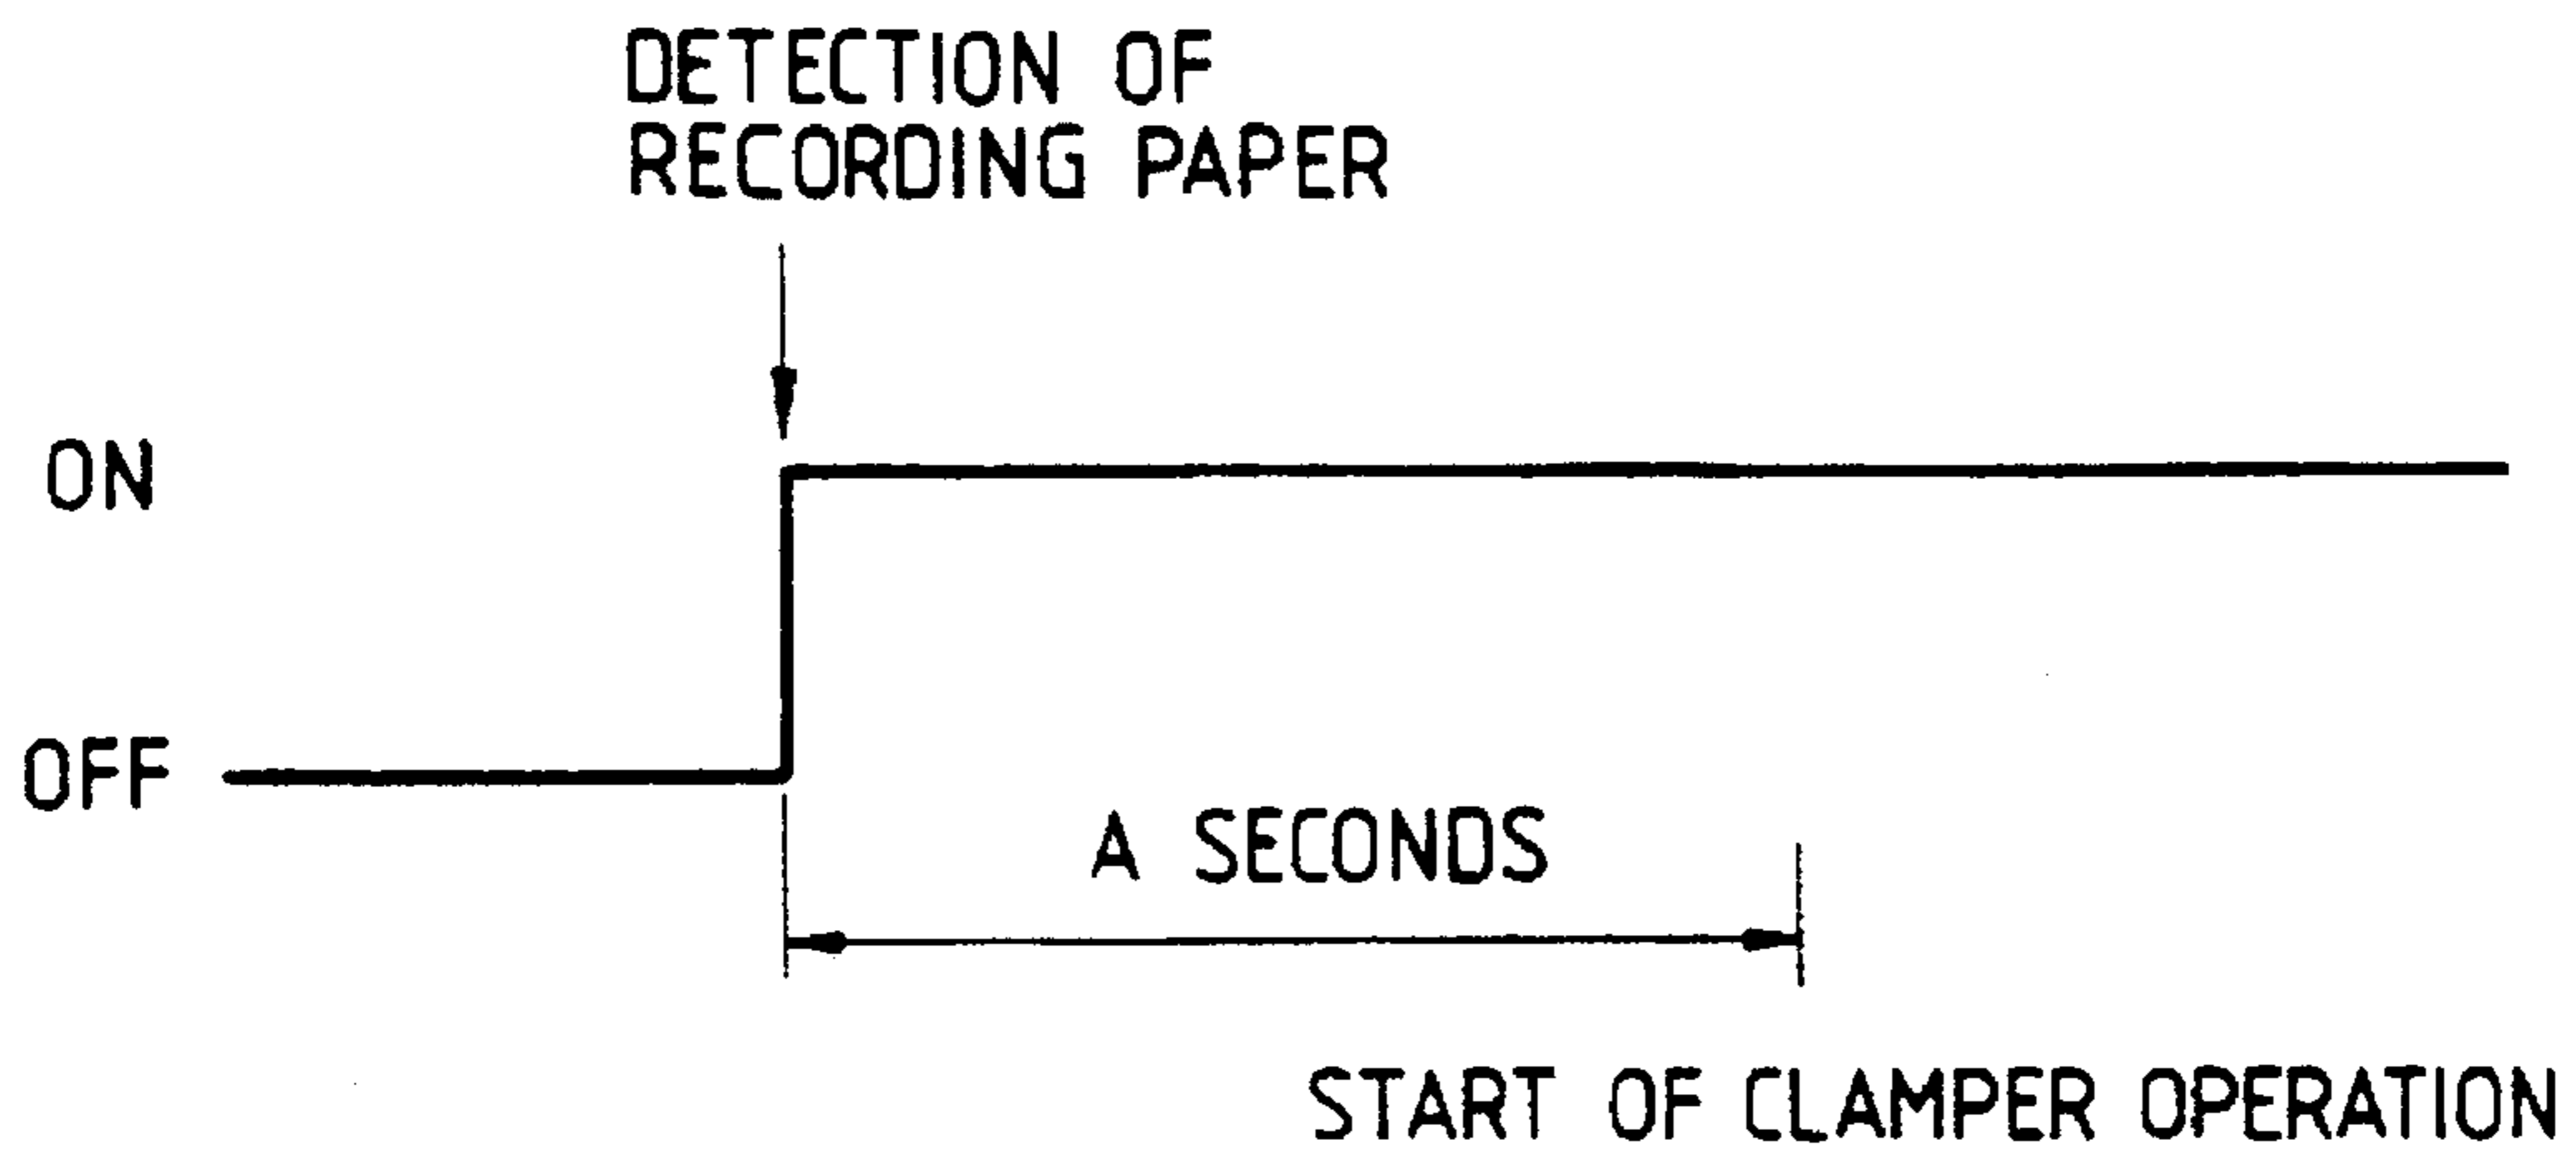 DETECTION OF
RECORDING PAPER
ON
OFF
A SECONDS
START OF CLAMPER OPERATION